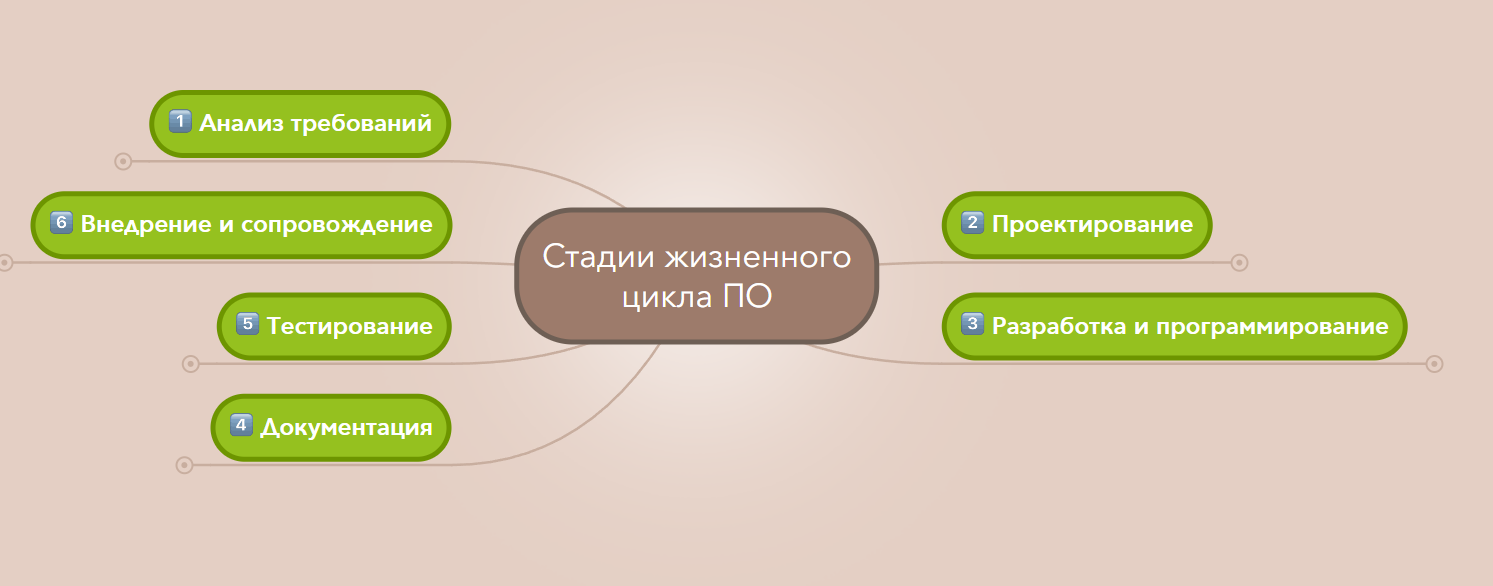 1 Анализ требований
6 Внедрение и сопровождение
5 Тестирование
4 Документация
Стадии жизненного
цикла ПО
2 Проектирование
3 Разработка и программирование